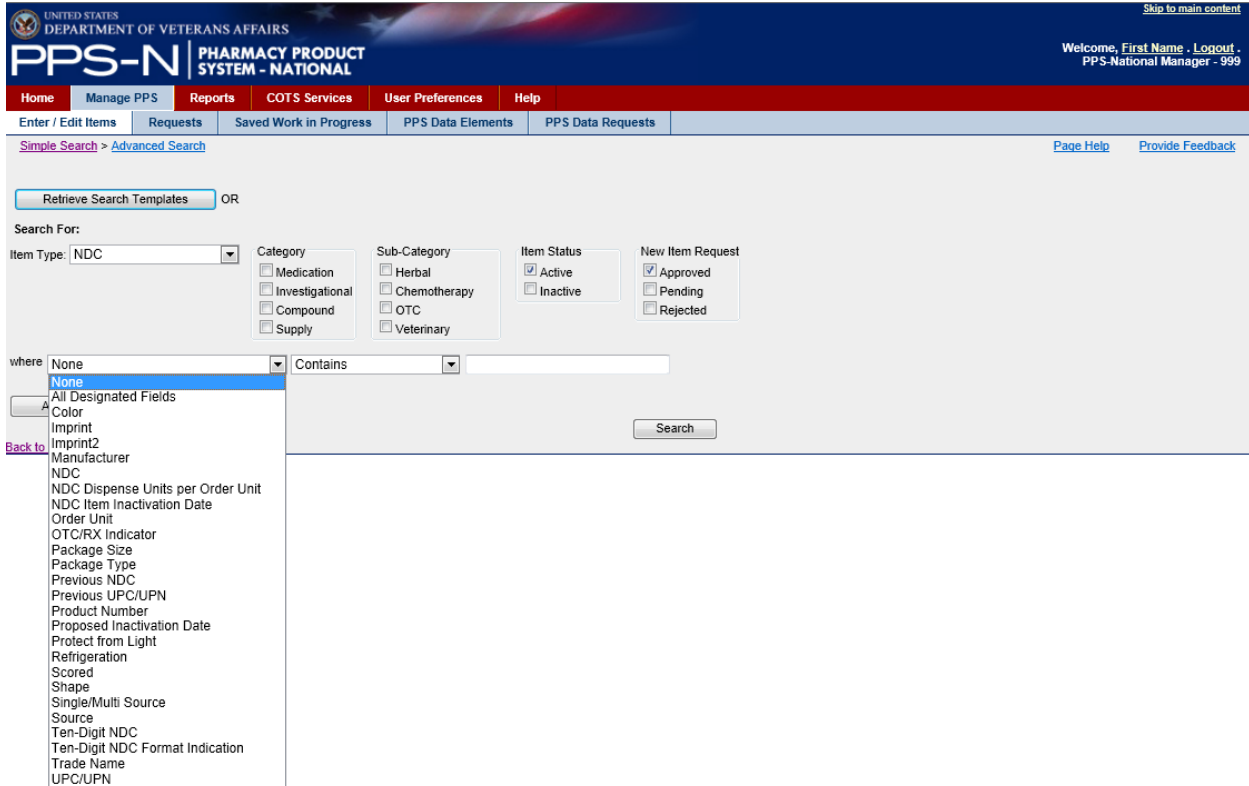 Skip to main content
UNITED STATES
DEPARTMENT OF VETERANS AFFAIRS
PPS-N PHARMACY PRODUCT
SYSTEM - NATIONAL
Welcome, First Name . Logout .
PPS-National Manager - 999
Home Manage PPS Reports COTS Services User Preferences Help
Enter / Edit Items Requests Saved Work in Progress PPS Data Elements PPS Data Requests
Simple Search > Advanced Search Page Help Provide Feedback
Retrieve Search Templates OR
Search For:
Item Type: NDC Category Sub-Category Item Status New Item Request
Medication Herbal Active Approved
Investigational Chemotherapy Inactive Pending
Compound OTC Rejected
Supply Veterinary
where None Contains
None
All Designated Fields
A
Color
Imprint
Search
Imprint2
Back to
Manufacturer
NDC
NDC Dispense Units per Order Unit
NDC Item Inactivation Date
Order Unit
OTC/RX Indicator
Package Size
Package Type
Previous NDC
Previous UPC/UPN
Product Number
Proposed Inactivation Date
Protect from Light
Refrigeration
Scored
Shape
Single/Multi Source
Source
Ten-Digit NDC
Ten-Digit NDC Format Indication
Trade Name
UPC/UPN